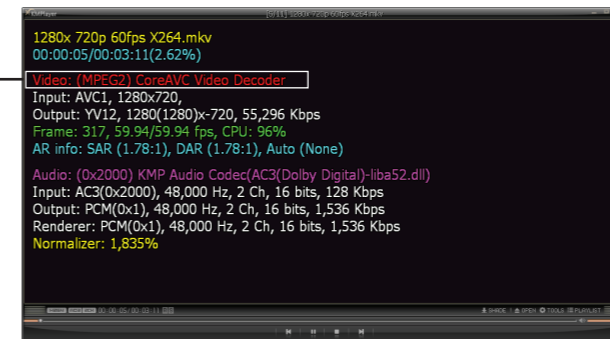 KMPlayer
[6/11] 1280x 720p 60fps X264.mkv
1280x 720p 60fps X264.mkv
00:00:05/00:03:11(2.62%)
Video: (MPEG2) CoreAVC Video Decoder
Input: AVC1, 1280x720,
Output: YV12, 1280(1280)x-720, 55,296 Kbps
Frame: 317, 59.94/59.94 fps, CPU: 96%
AR info: SAR (1.78:1), DAR (1.78:1), Auto (None)
Audio: (0x2000) KMP Audio Codec(AC3(Dolby Digital)-liba52.dll)
Input: AC3(0x2000), 48,000 Hz, 2 Ch, 16 bits, 128 Kbps
Output: PCM(0x1), 48,000 Hz, 2 Ch, 16 bits, 1,536 Kbps
Renderer: PCM(0x1), 48,000 Hz, 2 Ch, 16 bits, 1,536 Kbps
Normalizer: 1,835%
00:00:05/00:03:11
SHADE OPEN TOOLS PLAYLIST